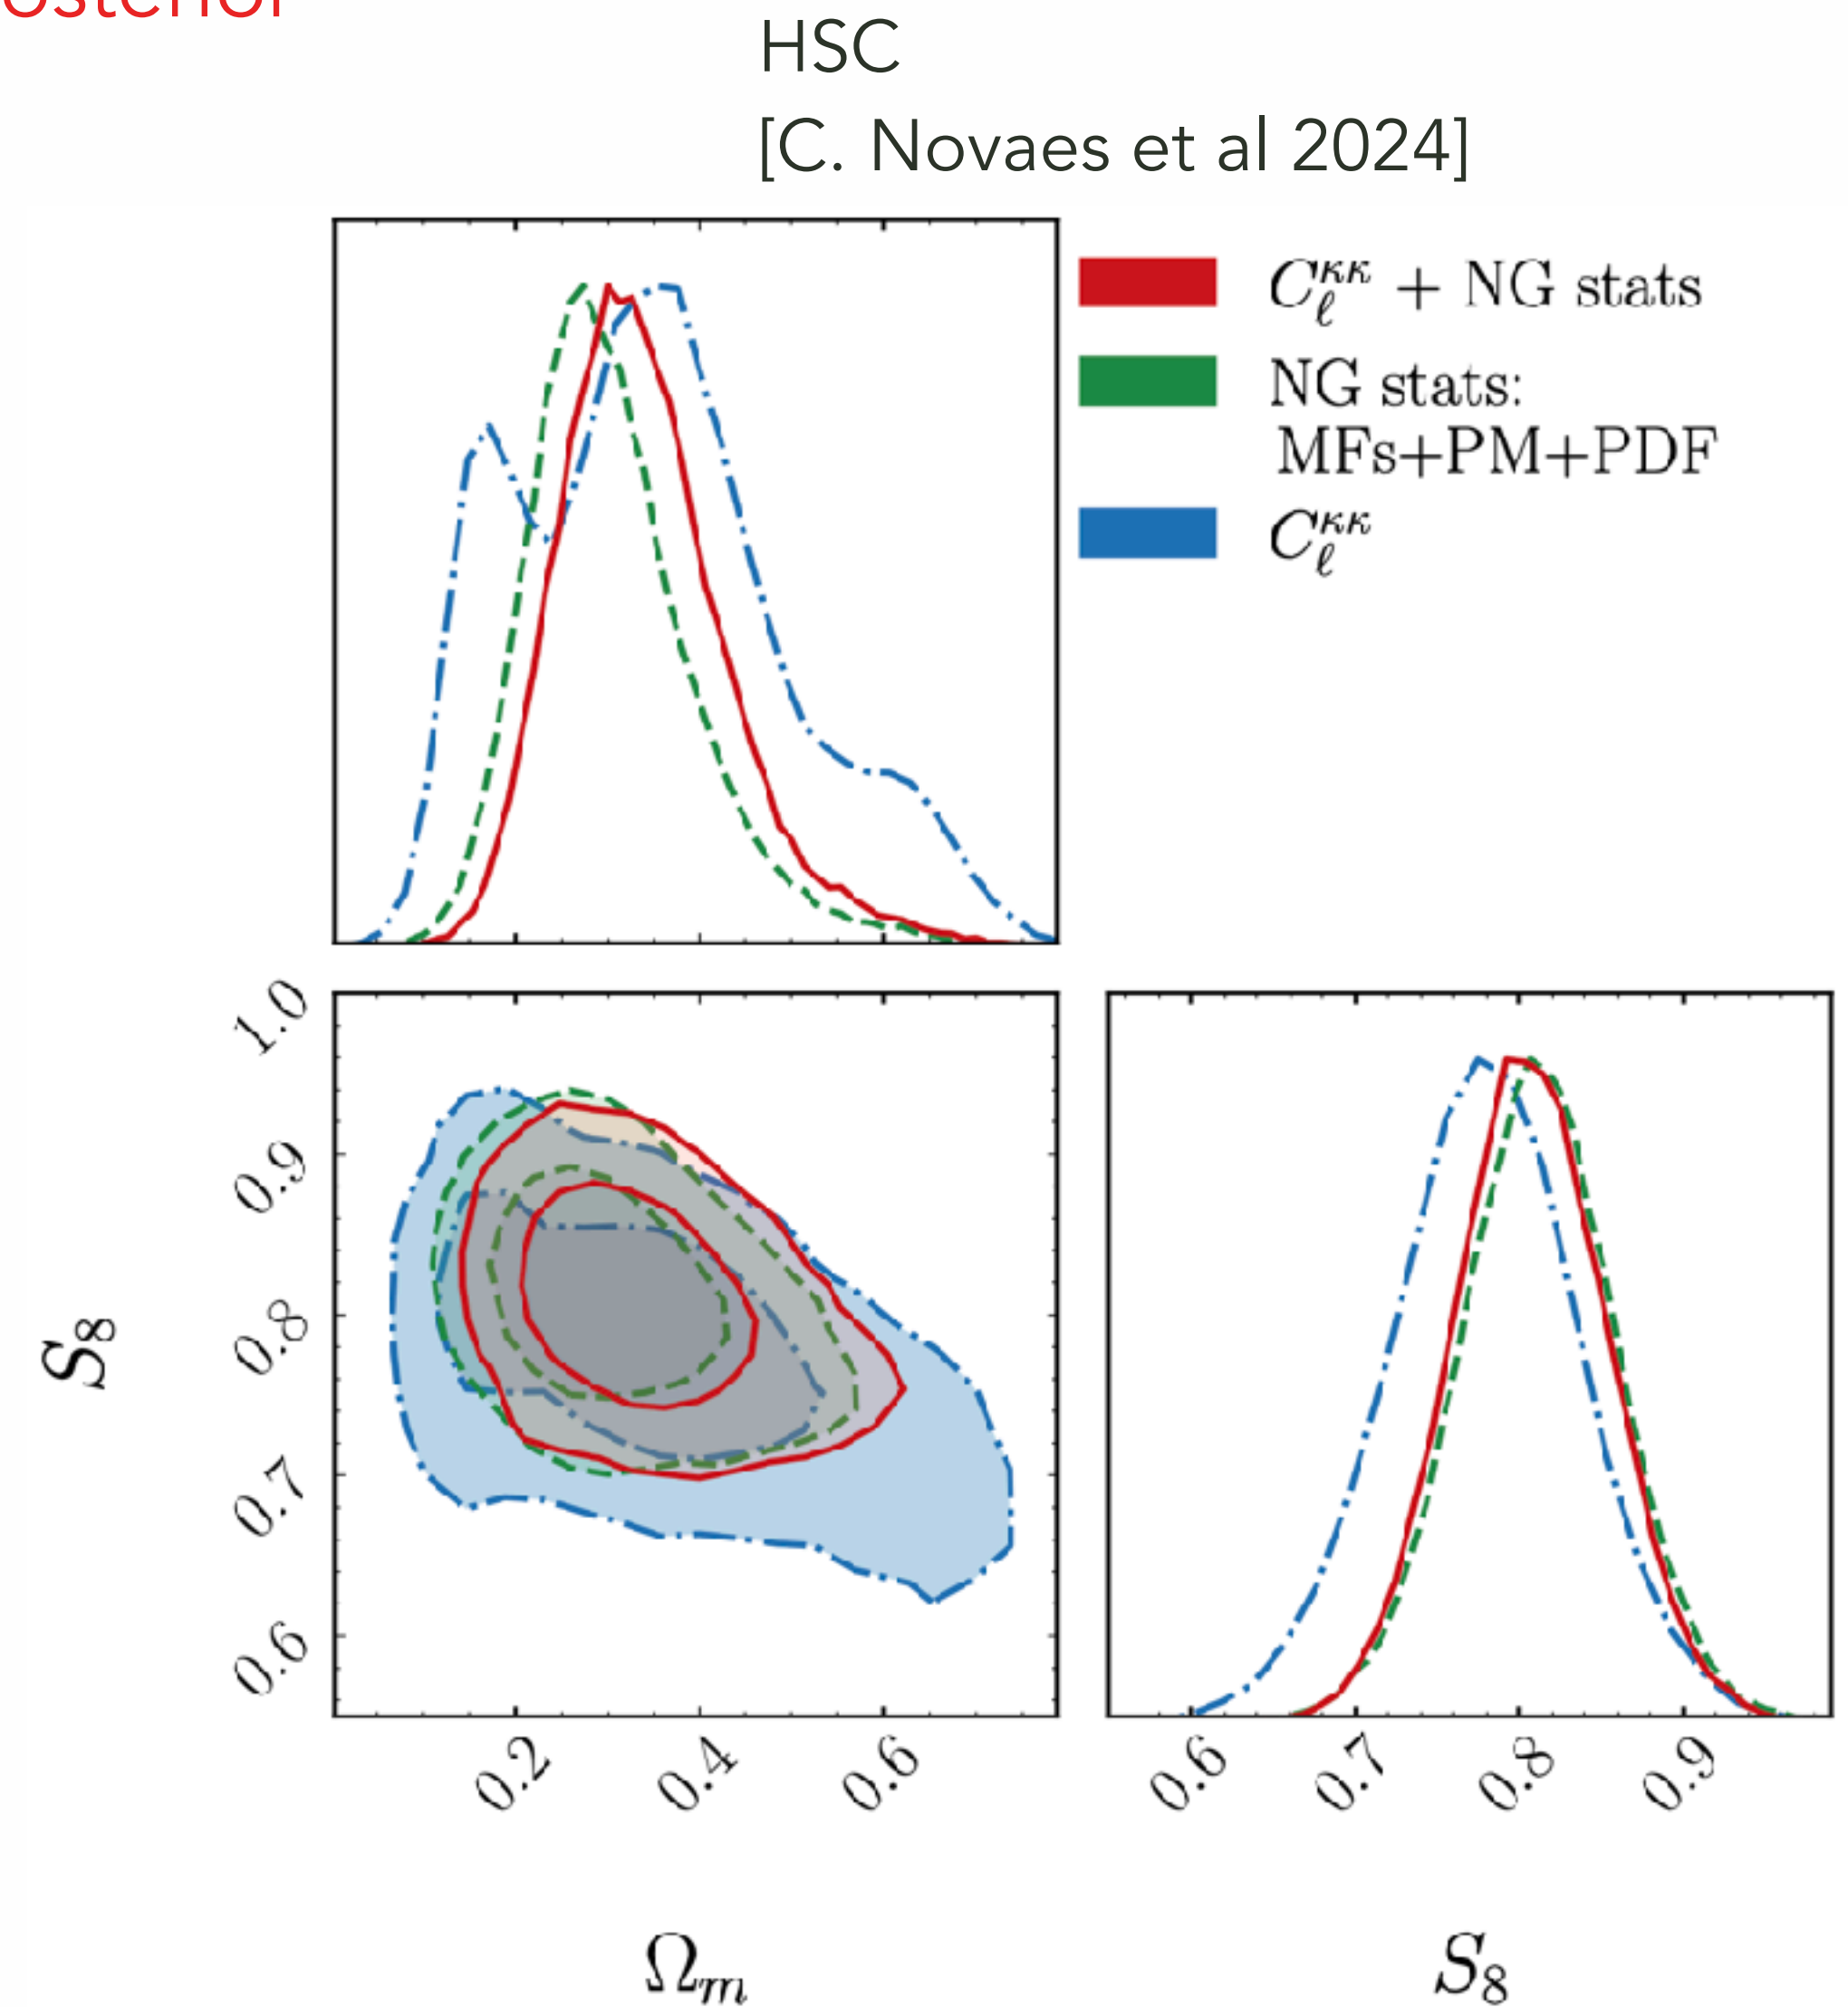 osterior
HSC
[C. Novaes et al 2024]
C_ℓ^{κκ} + NG stats
NG stats:
MFs+PM+PDF
C_ℓ^{κκ}
1.0
0.9
0.8
0.7
0.6
S₈
0.2 0.4 0.6
0.6 0.7 0.8 0.9
Ωₘ
S₈